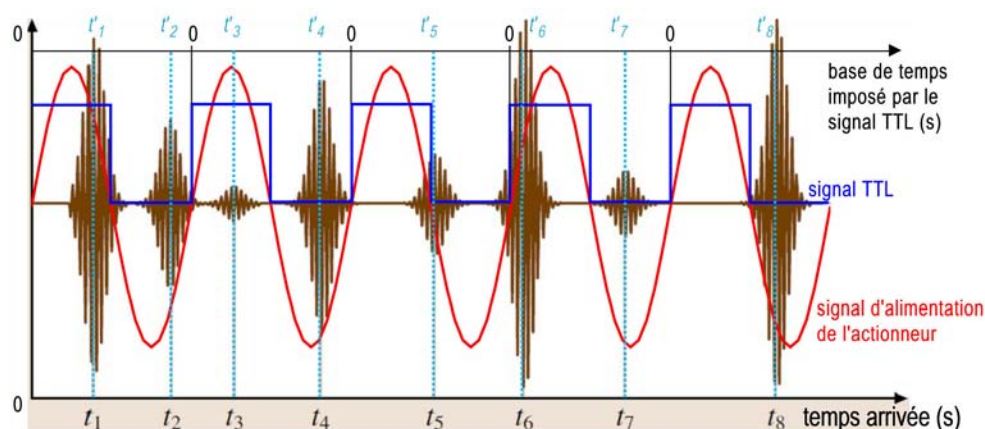 0 t'1 t'2 0 t'3 t'4 0 t'5 0 t'6 t'7 0 t'8
base de temps
imposé par le
signal TTL (s)
signal TTL
signal d'alimentation
de l'actionneur
0
t1 t2 t3 t4 t5 t6 t7 t8 temps arrivée (s)